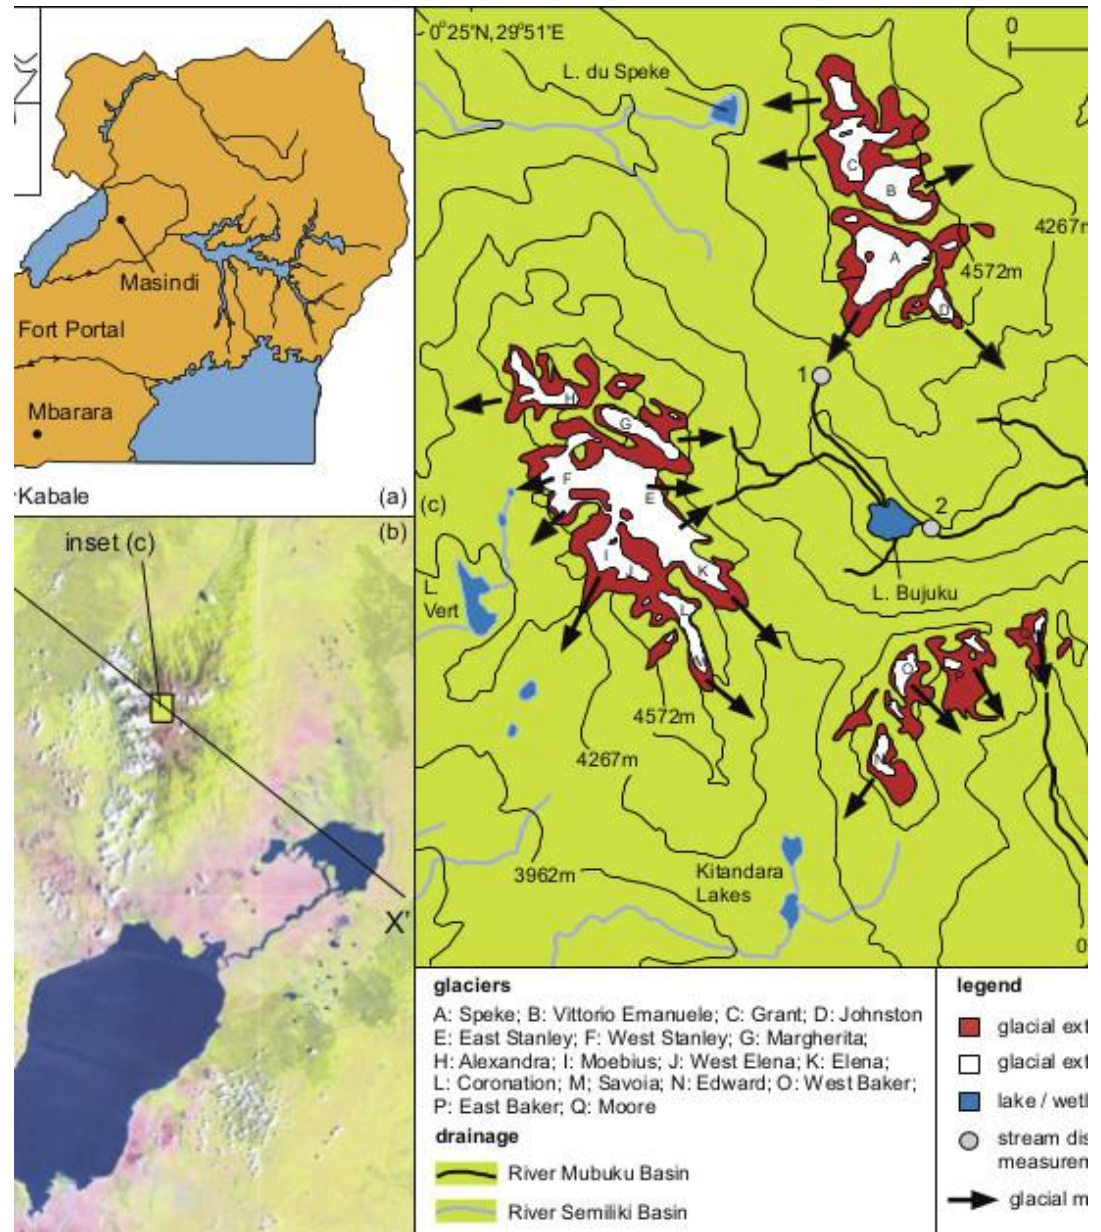 Masindi
Fort Portal
Mbarara
Kabale
(a)
(b)
inset (c)
X'
0°25'N, 29°51'E
0
L. du Speke
C
B
4267m
A
4572m
D
1
H
G
F
E
(c)
2
I
J
K
L.
Vert
L. Bujuku
L
M
O
P
4572m
4267m
N
Kitandara
Lakes
3962m
0
glaciers
A: Speke; B: Vittorio Emanuele; C: Grant; D: Johnston
E: East Stanley; F: West Stanley; G: Margherita;
H: Alexandra; I: Moebius; J: West Elena; K: Elena;
L: Coronation; M; Savoia; N: Edward; O: West Baker;
P: East Baker; Q: Moore
drainage
River Mubuku Basin
River Semiliki Basin
legend
glacial ext
glacial ext
lake / wetl
stream dis
measurem
glacial m